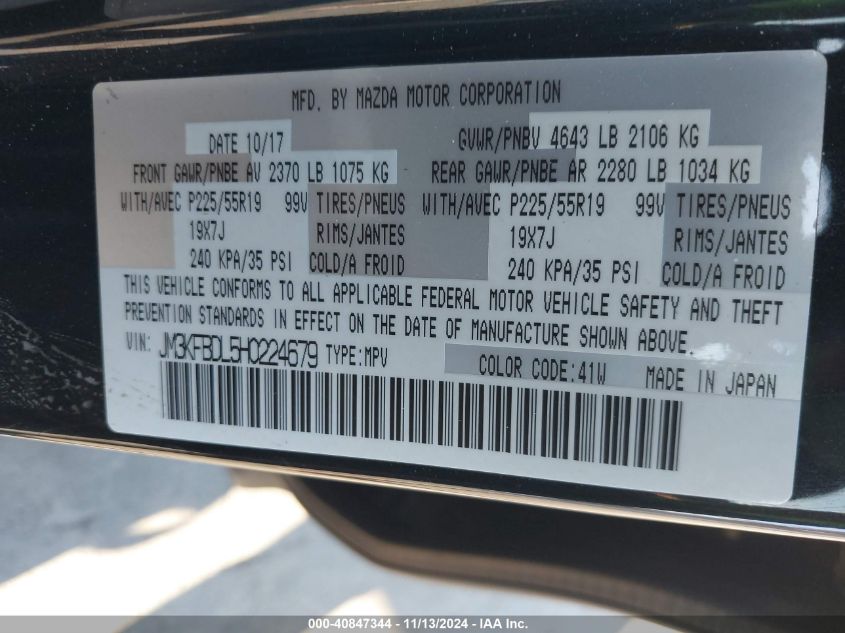 MFD. BY MAZDA MOTOR CORPORATION
DATE 10/17 GVWR/PNBV 4643 LB 2106 KG
FRONT GAWR/PNBE AV 2370 LB 1075 KG REAR GAWR/PNBE AR 2280 LB 1034 KG
WITH/AVEC P225/55R19 99V TIRES/PNEUS WITH/AVEC P225/55R19 99V TIRES/PNEUS
19X7J RIMS/JANTES 19X7J RIMS/JANTES
240 KPA/35 PSI COLD/A FROID 240 KPA/35 PSI COLD/A FROID
THIS VEHICLE CONFORMS TO ALL APPLICABLE FEDERAL MOTOR VEHICLE SAFETY AND THEFT
PREVENTION STANDARDS IN EFFECT ON THE DATE OF MANUFACTURE SHOWN ABOVE.
VIN: JM3KFBDL5H0224679 TYPE:MPV COLOR CODE:41W MADE IN JAPAN
000-40847344 - 11/13/2024 - IAA Inc.